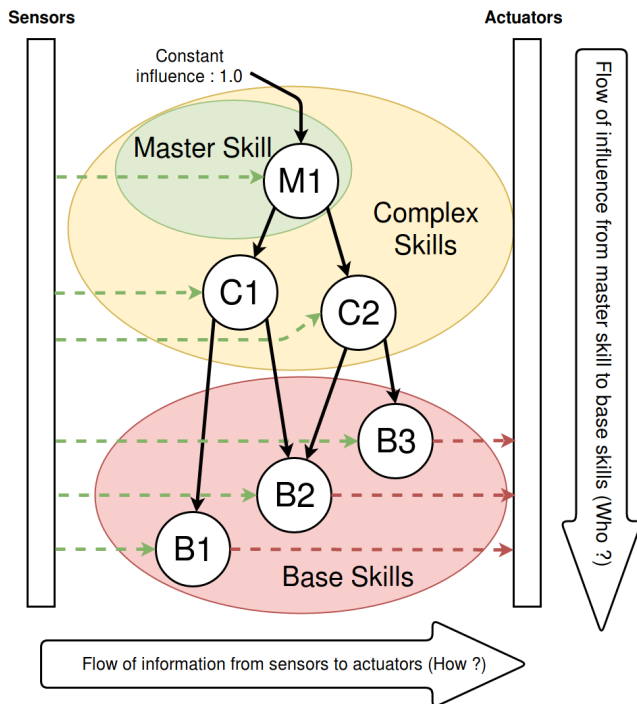 Sensors
Actuators
Constant
influence : 1.0
Master Skill
M1
Complex
Skills
C1
C2
B3
B2
B1
Base Skills
Flow of influence from master skill to base skills (Who ?)
Flow of information from sensors to actuators (How ?)